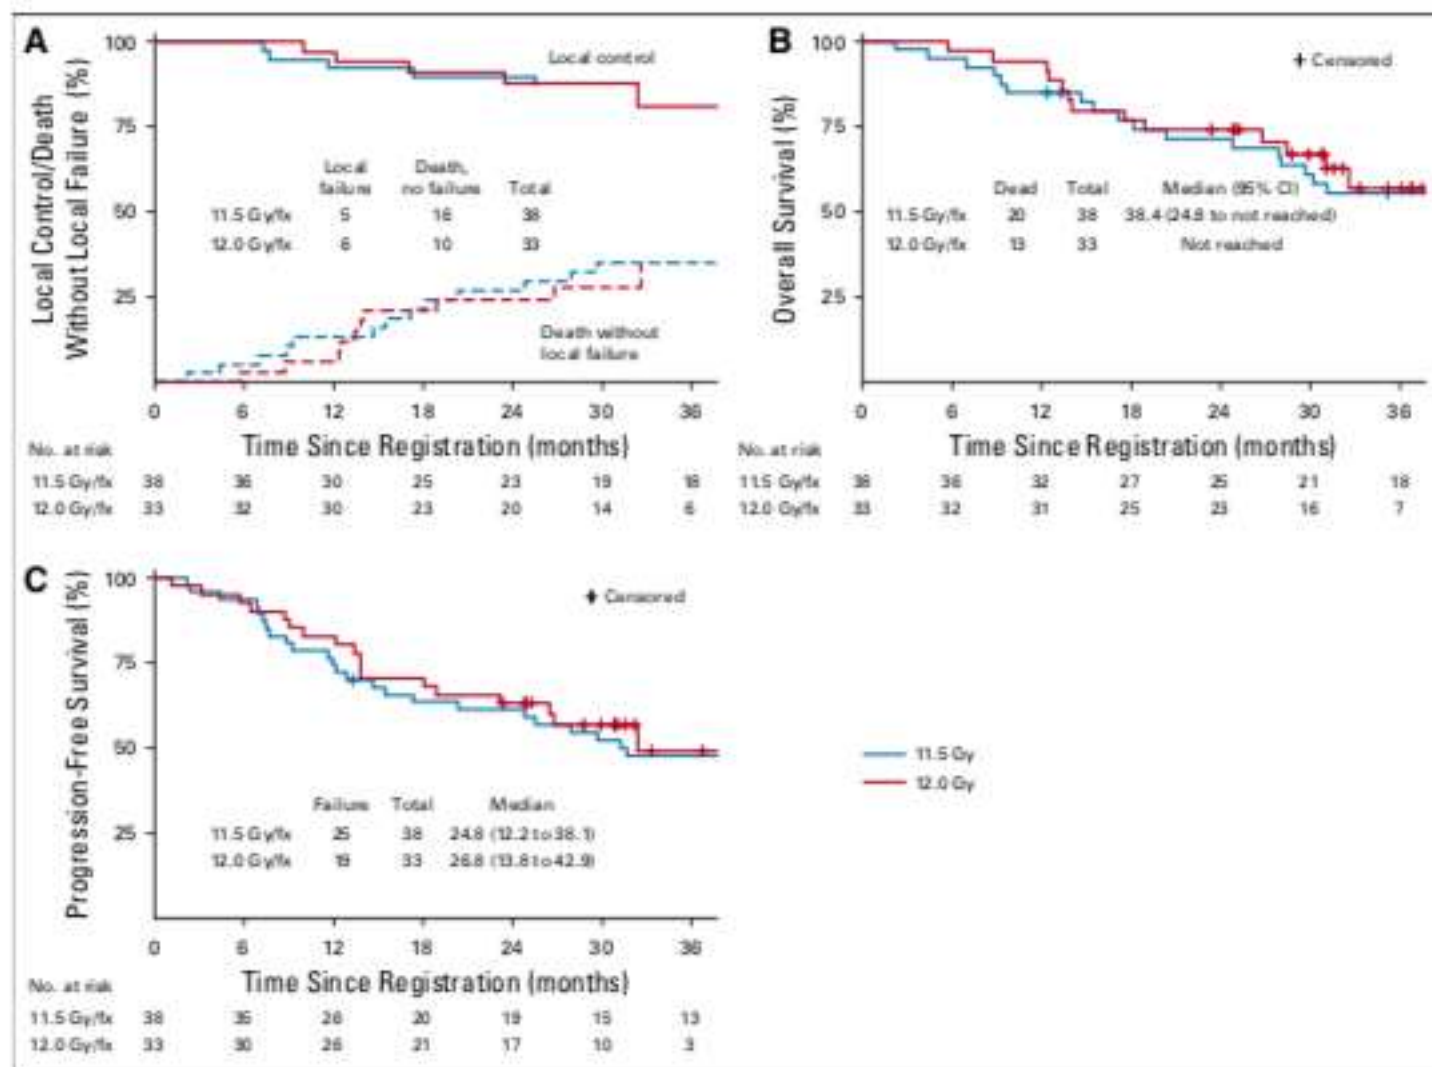 A
Local Control/Death
Without Local Failure (%)
100
75
50
25
Local control
Local failure Death, no failure Total
11.5 Gy/fx 5 16 38
12.0 Gy/fx 6 10 33
Death without
local failure
0 6 12 18 24 30 36
Time Since Registration (months)
No. at risk
11.5 Gy/fx 38 36 30 25 23 19 18
12.0 Gy/fx 33 32 30 23 20 14 6
B
Overall Survival (%)
100
75
50
25
Censored
Dead Total Median (95% CI)
11.5 Gy/fx 20 38 38.4 (24.8 to not reached)
12.0 Gy/fx 13 33 Not reached
0 6 12 18 24 30 36
Time Since Registration (months)
No. at risk
11.5 Gy/fx 38 36 32 27 25 21 18
12.0 Gy/fx 33 32 31 25 23 16 7
C
Progression-Free Survival (%)
100
75
50
25
Censored
Failure Total Median
11.5 Gy/fx 25 38 24.8 (12.2 to 38.1)
12.0 Gy/fx 19 33 26.8 (13.8 to 42.9)
0 6 12 18 24 30 36
Time Since Registration (months)
No. at risk
11.5 Gy/fx 38 35 28 20 19 15 13
12.0 Gy/fx 33 30 26 21 17 10 3
11.5 Gy
12.0 Gy